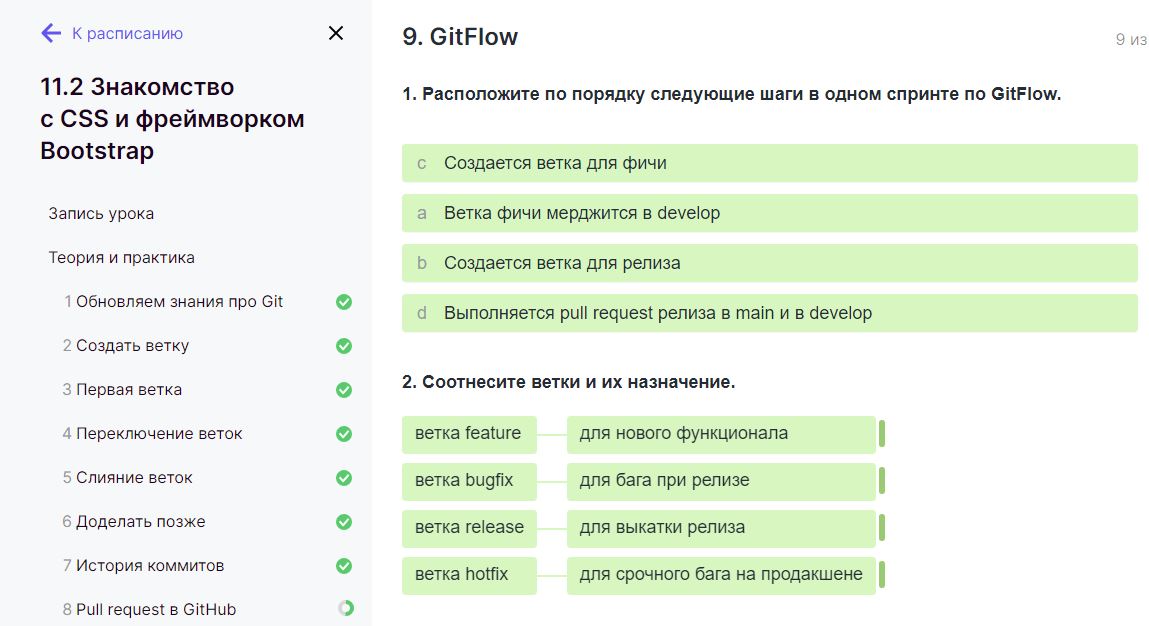 К расписанию
11.2 Знакомство
с CSS и фреймворком
Bootstrap
Запись урока
Теория и практика
1 Обновляем знания про Git
2 Создать ветку
3 Первая ветка
4 Переключение веток
5 Слияние веток
6 Доделать позже
7 История коммитов
8 Pull request в GitHub
9. GitFlow
9 из
1. Расположите по порядку следующие шаги в одном спринте по GitFlow.
c Создается ветка для фичи
a Ветка фичи мерджится в develop
b Создается ветка для релиза
d Выполняется pull request релиза в main и в develop
2. Соотнесите ветки и их назначение.
ветка feature для нового функционала
ветка bugfix для бага при релизе
ветка release для выкатки релиза
ветка hotfix для срочного бага на продакшене